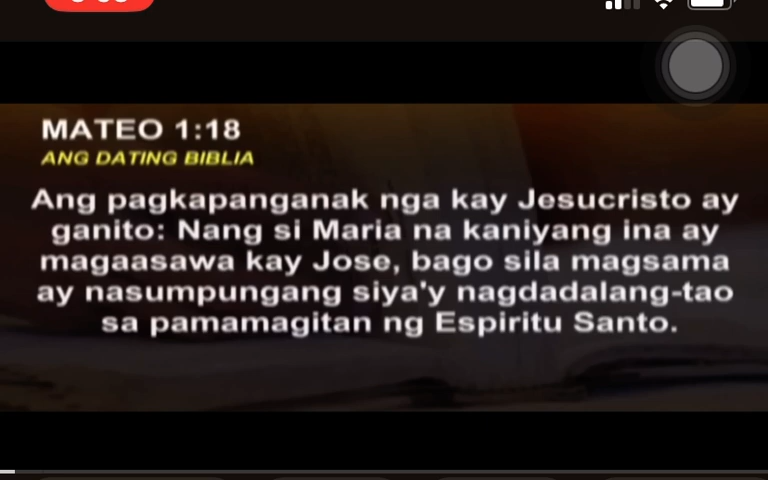 MATEO 1:18
ANG DATING BIBLIA
Ang pagkapanganak nga kay Jesucristo ay
ganito: Nang si Maria na kaniyang ina ay
magaasawa kay Jose, bago sila magsama
ay nasumpungang siya'y nagdadalang-tao
sa pamamagitan ng Espiritu Santo.